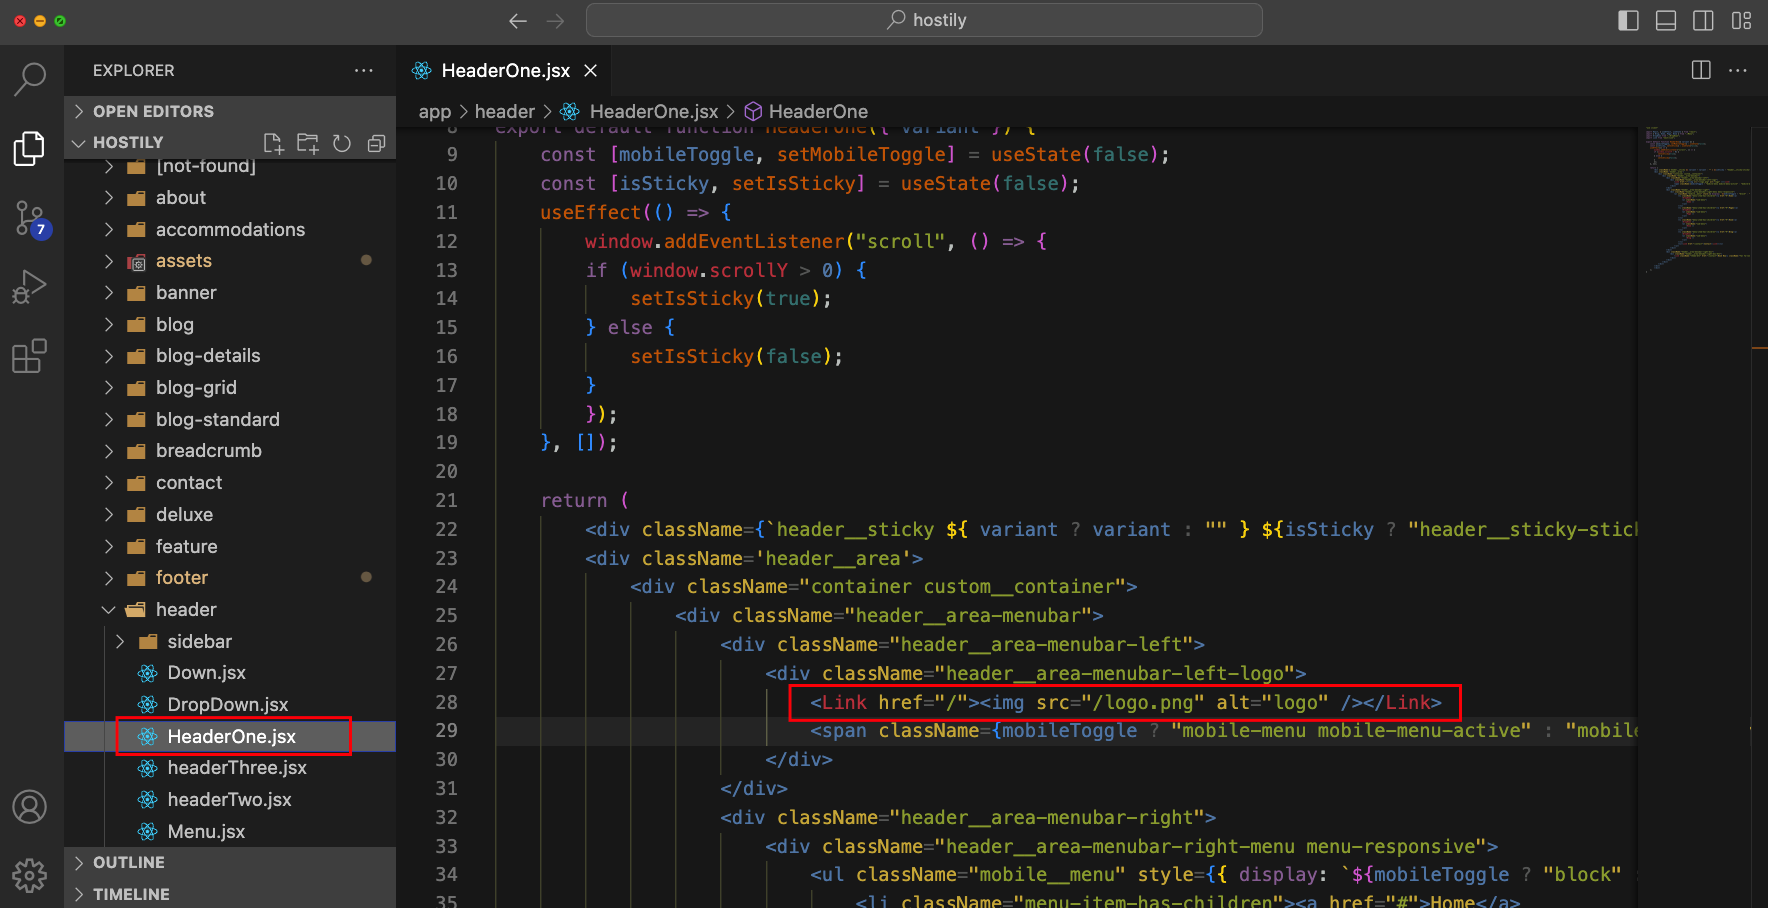 hostily
EXPLORER
HeaderOne.jsx
OPEN EDITORS
app > header > HeaderOne.jsx > HeaderOne
HOSTILY
[not-found]
about
accommodations
assets
banner
blog
blog-details
blog-grid
blog-standard
breadcrumb
contact
deluxe
feature
footer
header
sidebar
Down.jsx
DropDown.jsx
HeaderOne.jsx
headerThree.jsx
headerTwo.jsx
Menu.jsx
OUTLINE
TIMELINE
7
8 export default function HeaderOne({ variant }) {
9 const [mobileToggle, setMobileToggle] = useState(false);
10 const [isSticky, setIsSticky] = useState(false);
11 useEffect(() => {
12 window.addEventListener("scroll", () => {
13 if (window.scrollY > 0) {
14 setIsSticky(true);
15 } else {
16 setIsSticky(false);
17 }
18 });
19 }, []);
20
21 return (
22 <div className={`header__sticky ${ variant ? variant : "" } ${isSticky ? "header__sticky-stick
23 <div className='header__area'>
24 <div className="container custom__container">
25 <div className="header__area-menubar">
26 <div className="header__area-menubar-left">
27 <div className="header__area-menubar-left-logo">
28 <Link href="/"><img src="/logo.png" alt="logo" /></Link>
29 <span className={mobileToggle ? "mobile-menu mobile-menu-active" : "mobile
30 </div>
31 </div>
32 <div className="header__area-menubar-right">
33 <div className="header__area-menubar-right-menu menu-responsive">
34 <ul className="mobile__menu" style={{ display: `${mobileToggle ? "block" :
35 <li className="menu-item-has-children"><a href="#">Home</a>